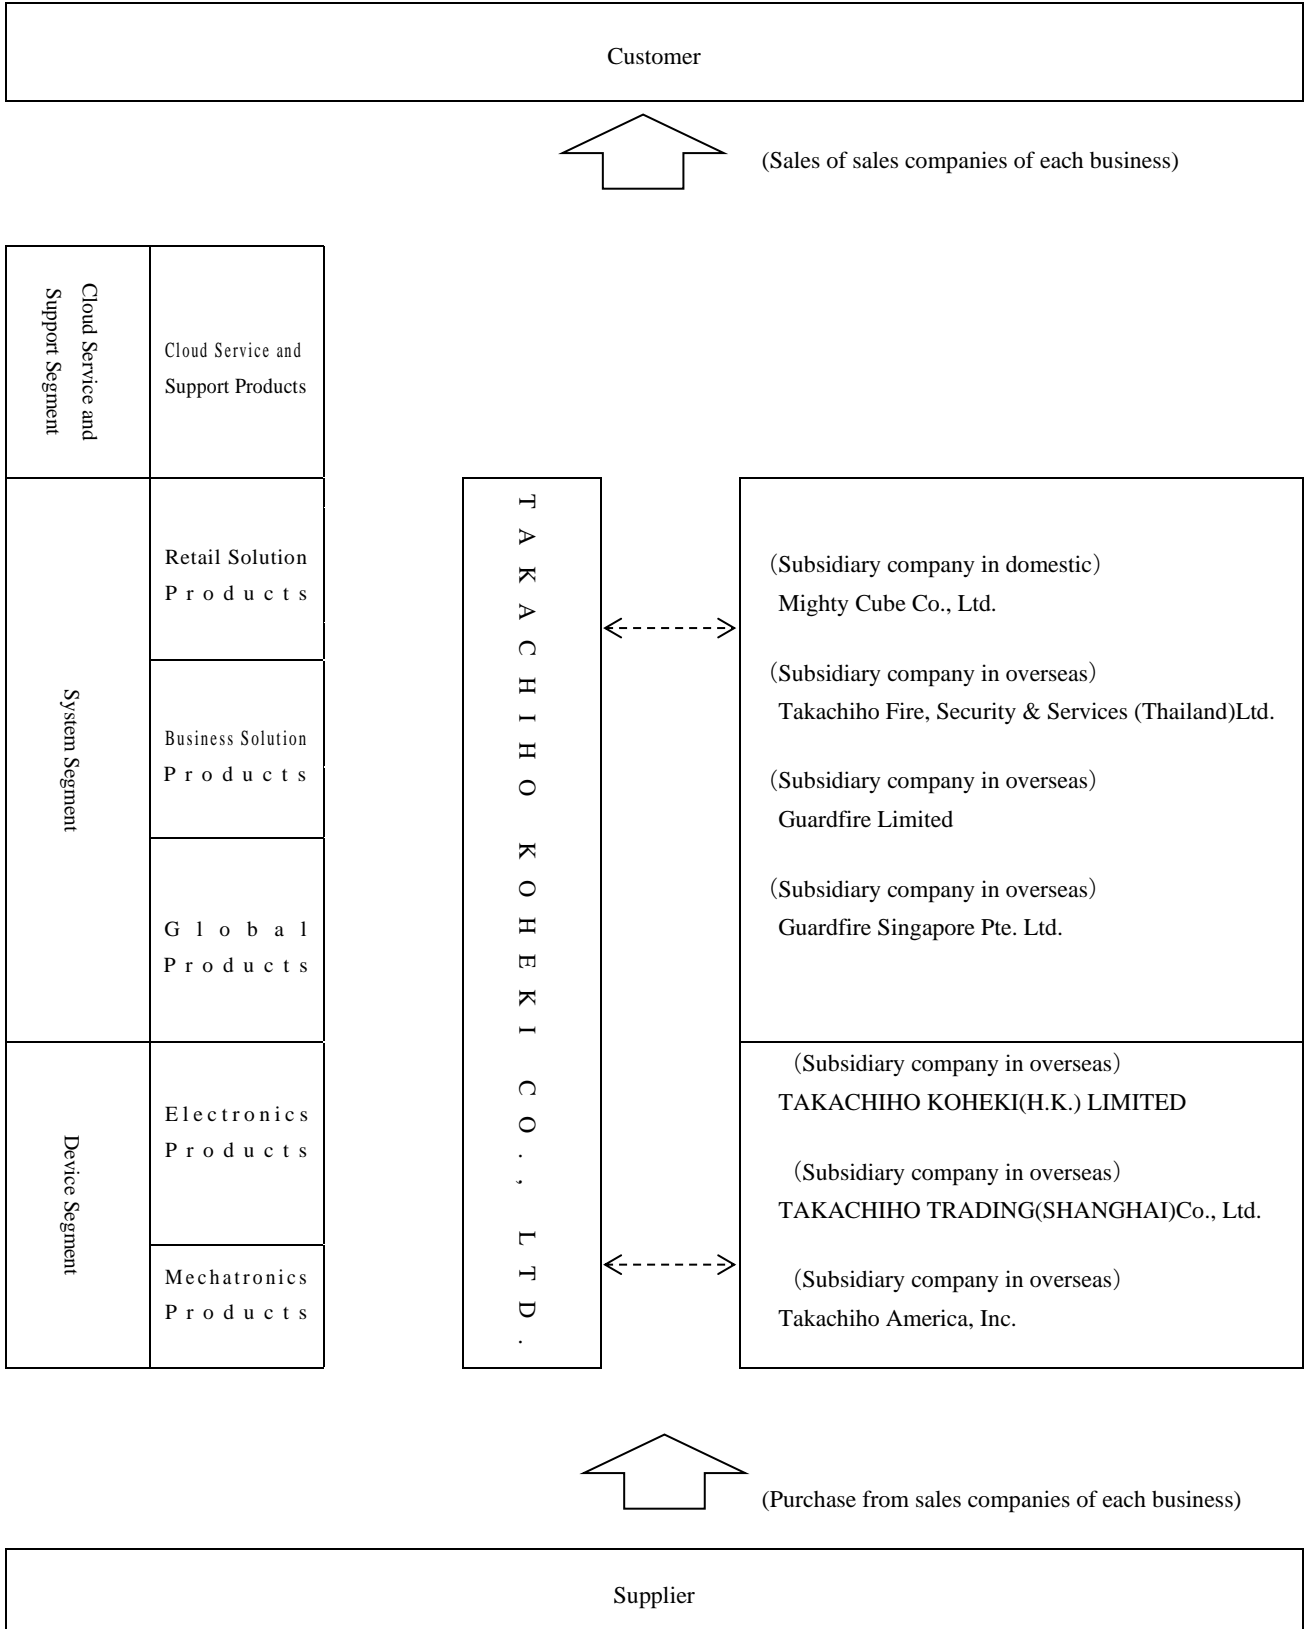 Customer
(Sales of sales companies of each business)
Cloud Service and
Support Segment
Cloud Service and
Support Products
System Segment
Retail Solution
Products
Business Solution
Products
Global
Products
Device Segment
Electronics
Products
Mechatronics
Products
TAKACHIHO KOHEKI CO., LTD.
（Subsidiary company in domestic）
Mighty Cube Co., Ltd.
（Subsidiary company in overseas）
Takachiho Fire, Security & Services (Thailand)Ltd.
（Subsidiary company in overseas）
Guardfire Limited
（Subsidiary company in overseas）
Guardfire Singapore Pte. Ltd.
（Subsidiary company in overseas）
TAKACHIHO KOHEKI(H.K.) LIMITED
（Subsidiary company in overseas）
TAKACHIHO TRADING(SHANGHAI)Co., Ltd.
（Subsidiary company in overseas）
Takachiho America, Inc.
(Purchase from sales companies of each business)
Supplier